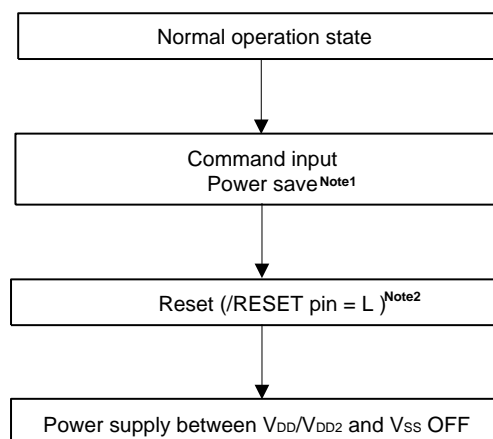 Normal operation state
Command input
Power save Note1
Reset (/RESET pin = L ) Note2
Power supply between VDD/VDD2 and VSS OFF